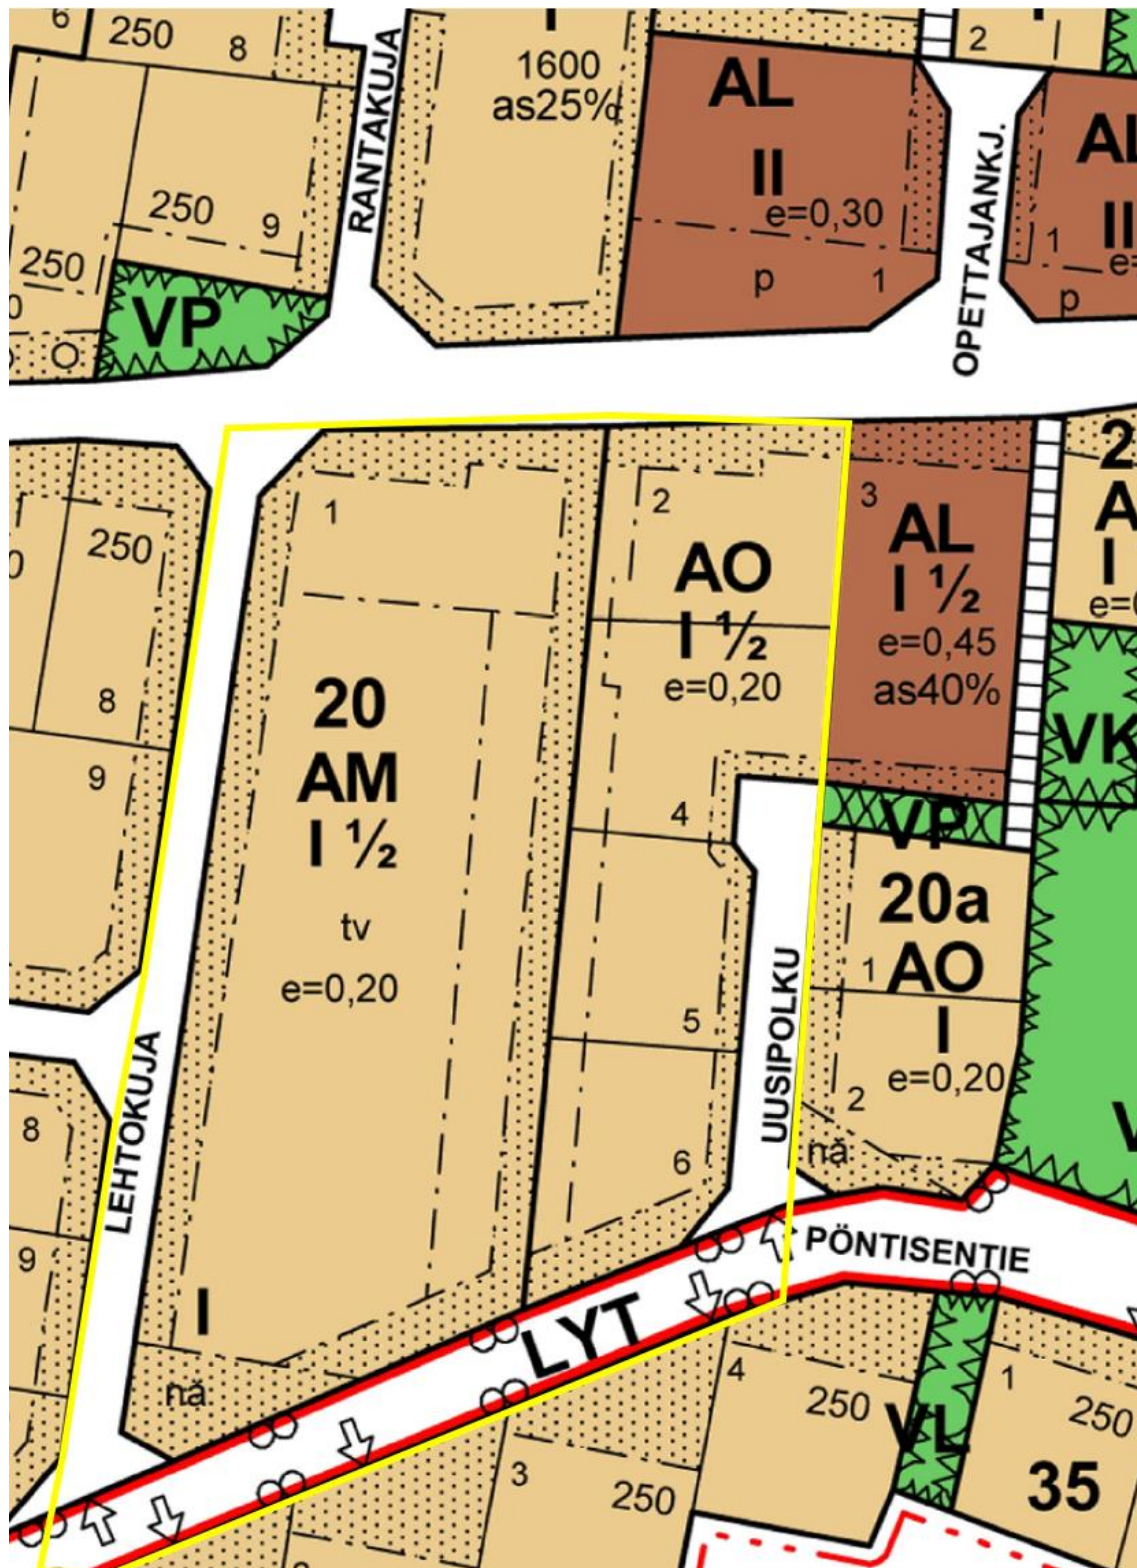 6
250
8
RANTAKUJA
I
1600
as25%
2
AL
II
e=0,30
p
1
OPETTAJANKJ.
1
p
250
9
250
VP
250
8
9
1
20
AM
I ½
tv
e=0,20
I
nä
2
AO
I ½
e=0,20
4
5
6
3
AL
I ½
e=0,45
as40%
VK
VP
20a
AO
1
I
e=0,20
2
nä
UUSIPOLKU
LEHTOKUJA
8
9
PÖNTISENTIE
LYT
4
250
VL
1
250
35
3
250